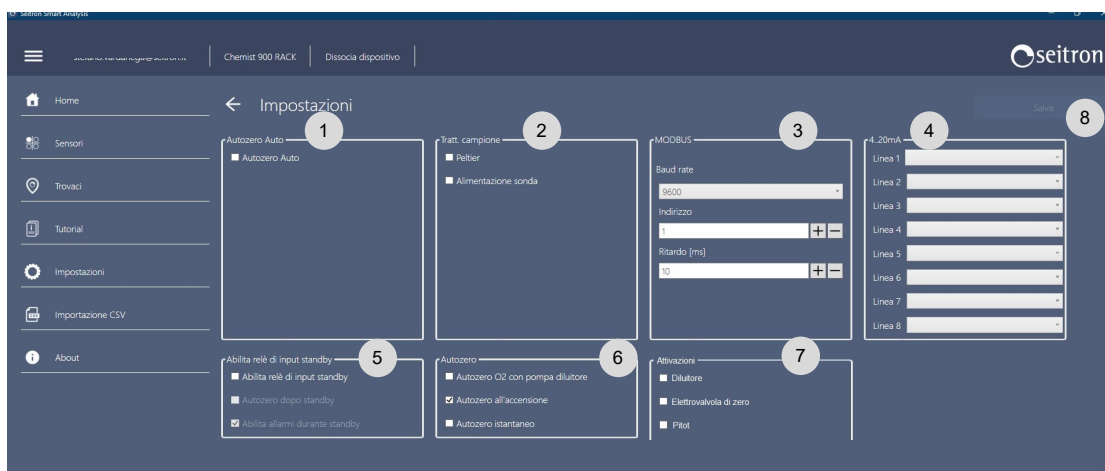 Seitron Smart Analysis
Chemist 900 RACK
Dissocia dispositivo
seitron
Home
Sensori
Trovaci
Tutorial
Impostazioni
Importazione CSV
About
Impostazioni
Salva
8
Autozero Auto
1
Autozero Auto
Tratt. campione
2
Peltier
Alimentazione sonda
MODBUS
3
Baud rate
9600
Indirizzo
1
+ −
Ritardo [ms]
10
+ −
4..20mA
4
Linea 1
Linea 2
Linea 3
Linea 4
Linea 5
Linea 6
Linea 7
Linea 8
Abilita relè di input standby
5
Abilita relè di input standby
Autozero dopo standby
Abilita allarmi durante standby
Autozero
6
Autozero O2 con pompa diluitore
Autozero all'accensione
Autozero istantaneo
Attivazioni
7
Diluitore
Elettrovalvola di zero
Pitot